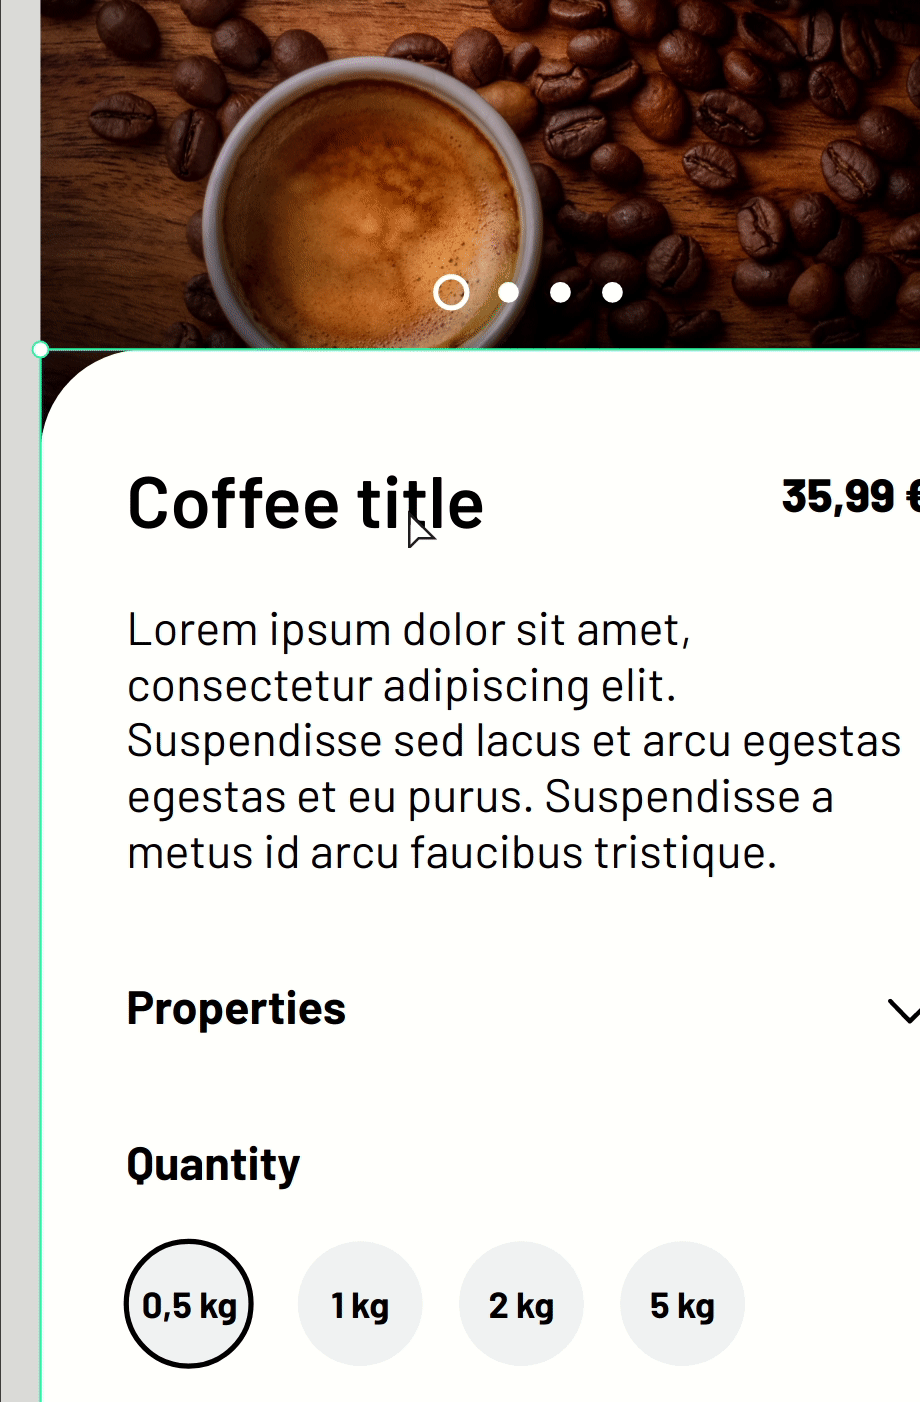 Coffee title
35,99 €
Lorem ipsum dolor sit amet,
consectetur adipiscing elit.
Suspendisse sed lacus et arcu egestas
egestas et eu purus. Suspendisse a
metus id arcu faucibus tristique.
Properties
Quantity
0,5 kg
1 kg
2 kg
5 kg